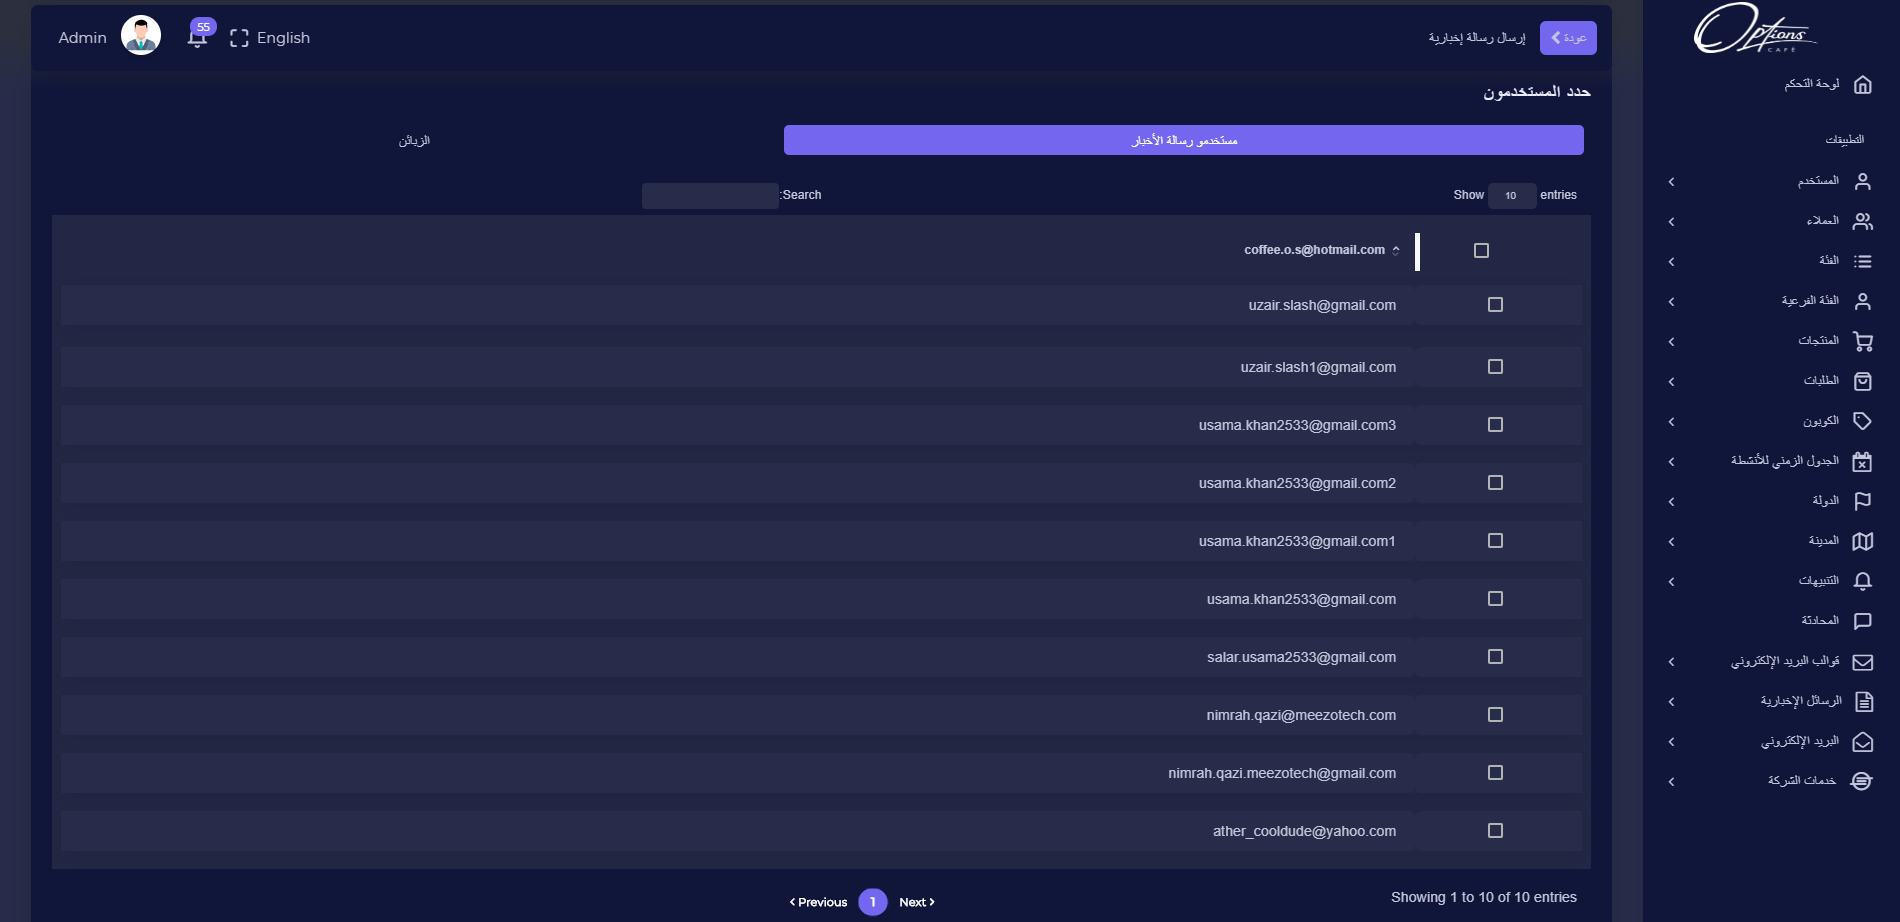 Options
CAFÉ
لوحة التحكم
التطبيقات
المستخدم
العملاء
الفئة
الفئة الفرعية
المنتجات
الطلبات
الكوبون
الجدول الزمني للأنشطة
الدولة
المدينة
التنبيهات
المحادثة
قوالب البريد الإلكتروني
الرسائل الإخبارية
البريد الإلكتروني
خدمات الشركة
عودة
إرسال رسالة إخبارية
English
55
Admin
حدد المستخدمون
مستخدمو رسالة الأخبار
الزبائن
Show 10 entries
Search:
coffee.o.s@hotmail.com
uzair.slash@gmail.com
uzair.slash1@gmail.com
usama.khan2533@gmail.com3
usama.khan2533@gmail.com2
usama.khan2533@gmail.com1
usama.khan2533@gmail.com
salar.usama2533@gmail.com
nimrah.qazi@meezotech.com
nimrah.qazi.meezotech@gmail.com
ather_cooldude@yahoo.com
Showing 1 to 10 of 10 entries
Previous 1 Next